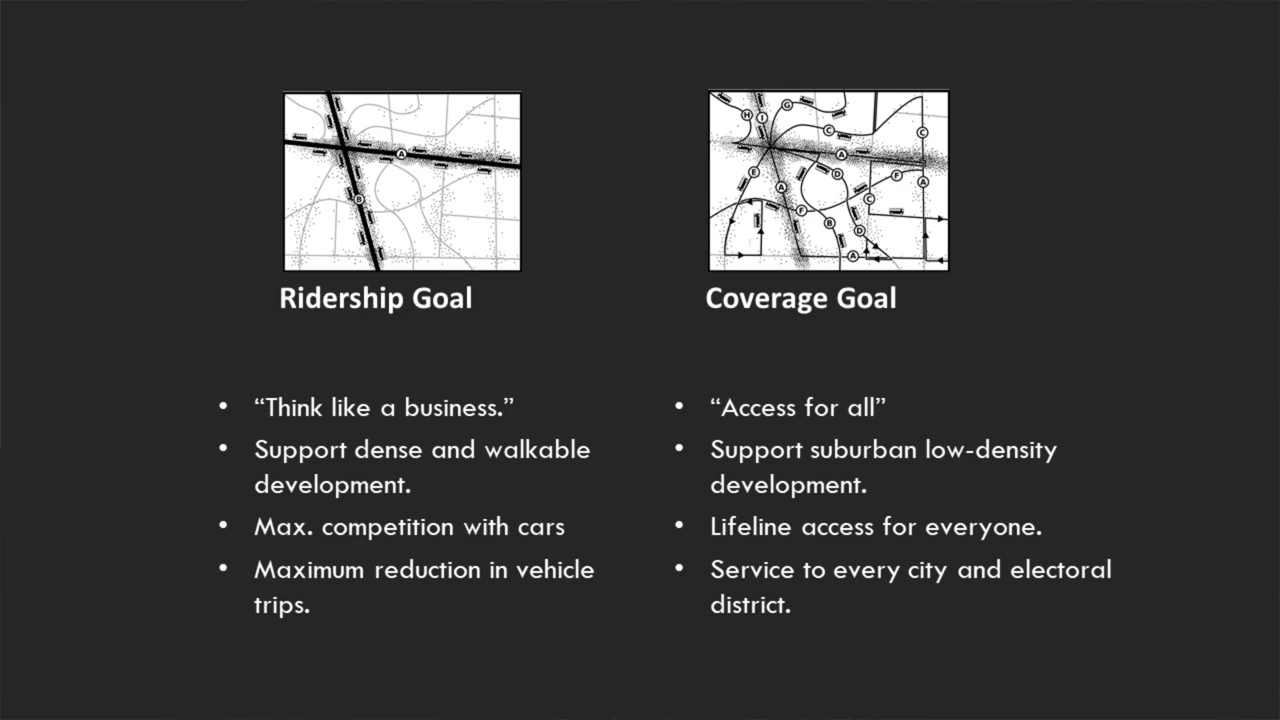 A
B
H
I
G
C
C
A
E
D
F
A
A
C
F
B
D
A
Ridership Goal
Coverage Goal
• “Think like a business.”
• Support dense and walkable
development.
• Max. competition with cars
• Maximum reduction in vehicle
trips.
• “Access for all”
• Support suburban low-density
development.
• Lifeline access for everyone.
• Service to every city and electoral
district.